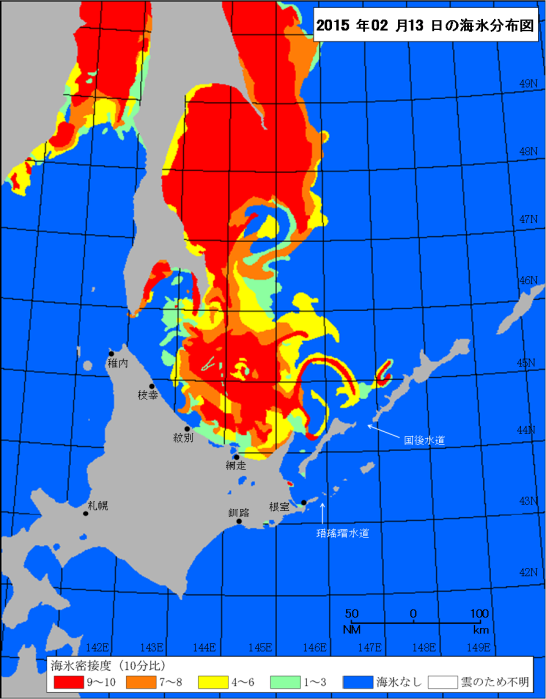 2015 年02 月13 日の海氷分布図
49N
48N
47N
46N
45N
44N
43N
42N
稚内
枝幸
紋別
網走
国後水道
札幌
釧路
根室
珸瑤瑁水道
50 0 100
NM km
142E 143E 144E 145E 146E 147E 148E 149E
海氷密接度 (10分比)
9～10 7～8 4～6 1～3 海氷なし 雲のため不明